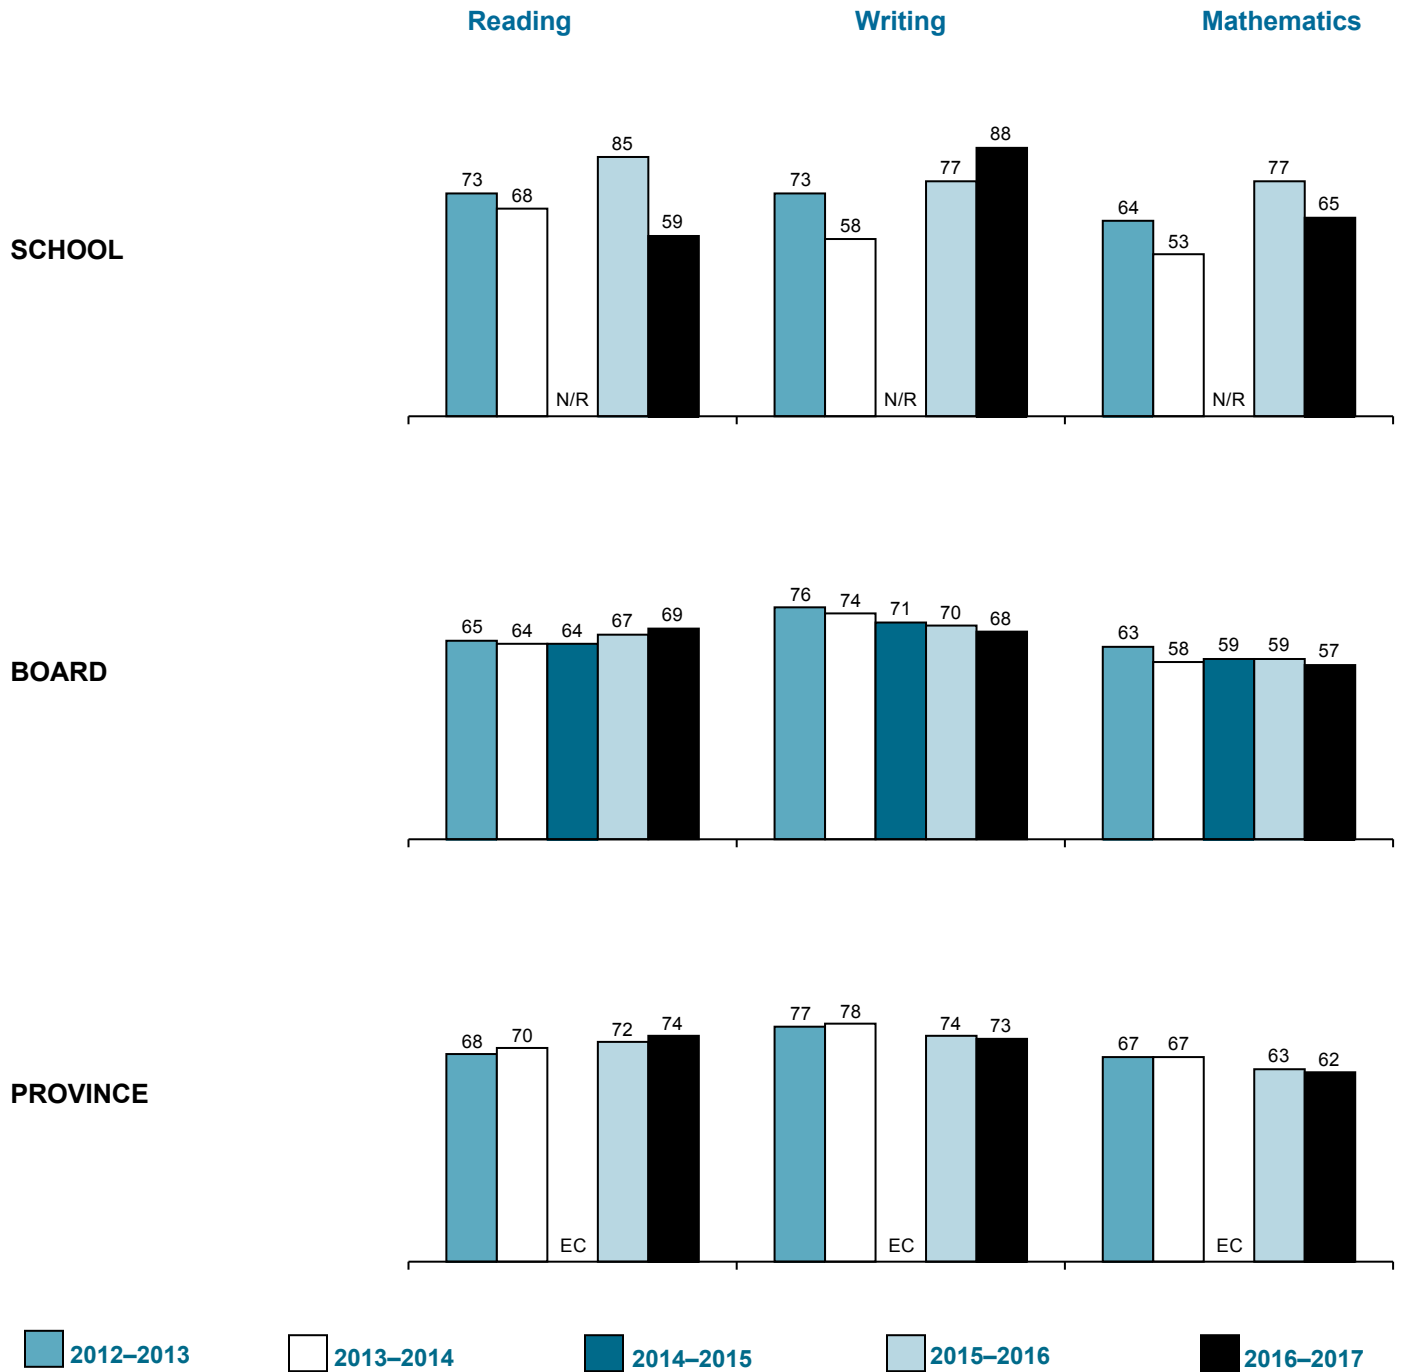 Reading Writing Mathematics
SCHOOL
73 68 N/R 85 59
73 58 N/R 77 88
64 53 N/R 77 65
BOARD
65 64 64 67 69
76 74 71 70 68
63 58 59 59 57
PROVINCE
68 70 EC 72 74
77 78 EC 74 73
67 67 EC 63 62
2012–2013 2013–2014 2014–2015 2015–2016 2016–2017